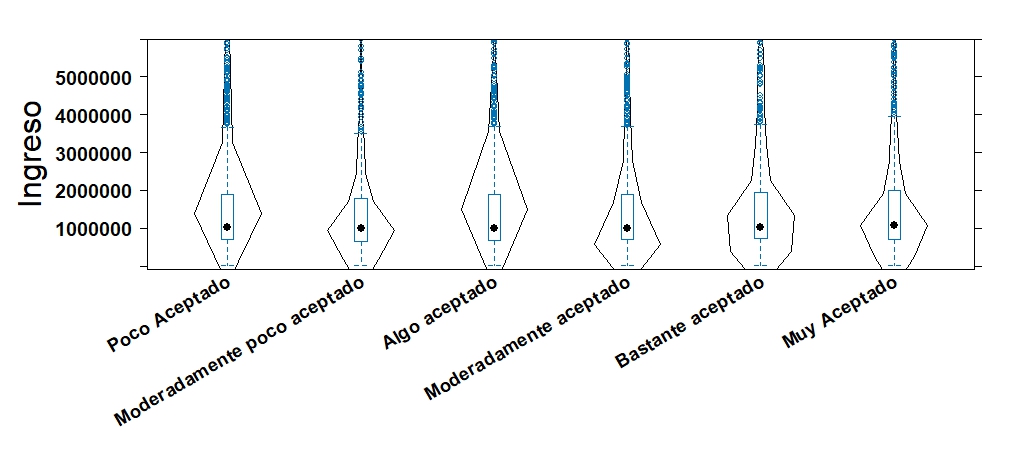 Ingreso
5000000
4000000
3000000
2000000
1000000
Poco Aceptado
Moderadamente poco aceptado
Algo aceptado
Moderadamente aceptado
Bastante aceptado
Muy Aceptado